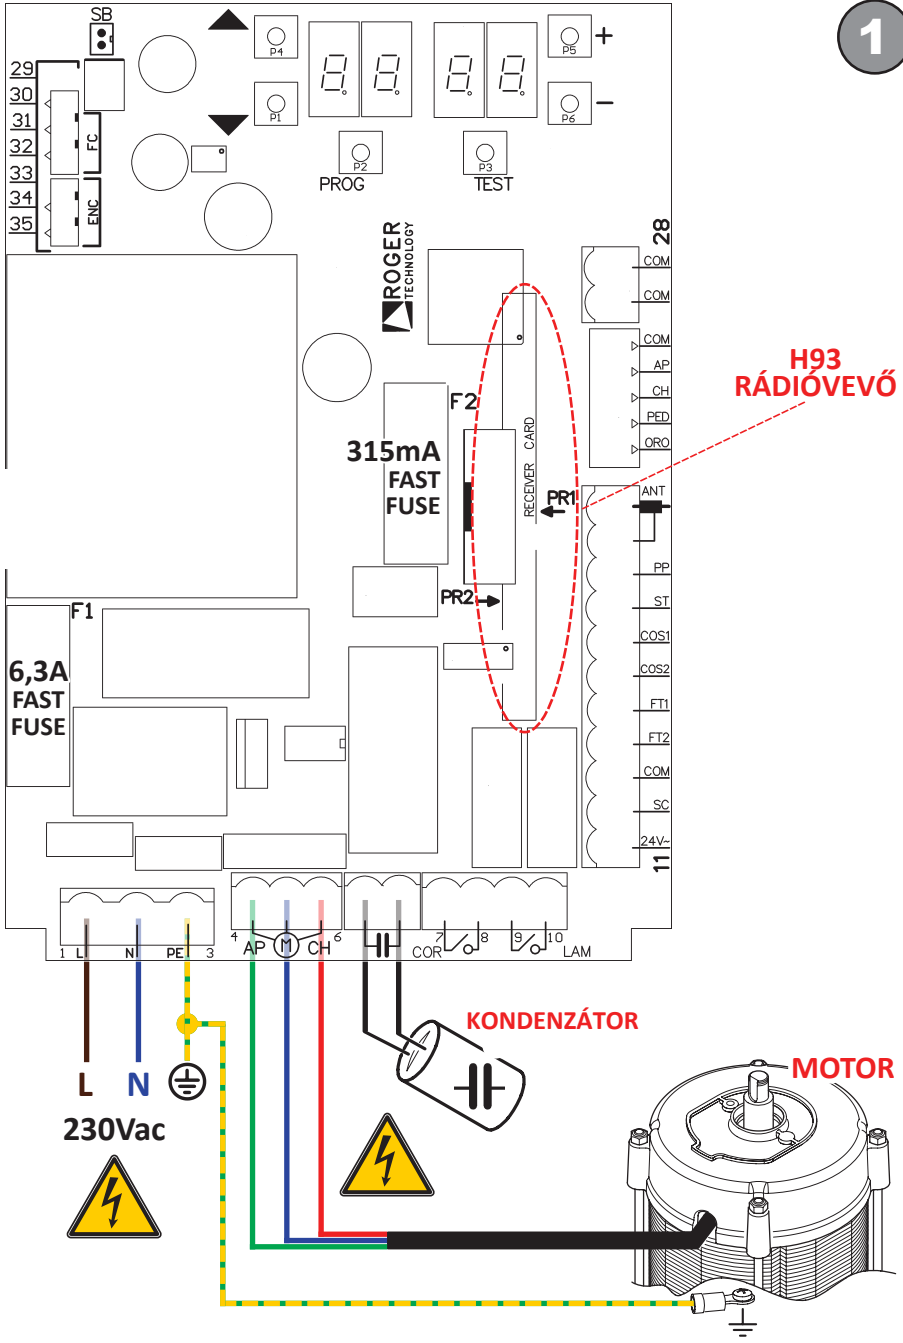 1
SB
P4
P5
+
29
30
31
32
33
34
35
FC
ENC
P1
P6
−
P2
P3
PROG
TEST
ROGER
TECHNOLOGY
28
COM
COM
COM
AP
CH
PED
ORO
H93
RÁDIÓVEVŐ
F2
315mA
FAST
FUSE
RECEIVER CARD
PR1
PR2
ANT
PP
ST
COS1
COS2
FT1
FT2
COM
SC
24V~
11
F1
6,3A
FAST
FUSE
1 L N PE 3
4 AP M CH 6
COR 7 8 9 10 LAM
KONDENZÁTOR
MOTOR
L N
230Vac